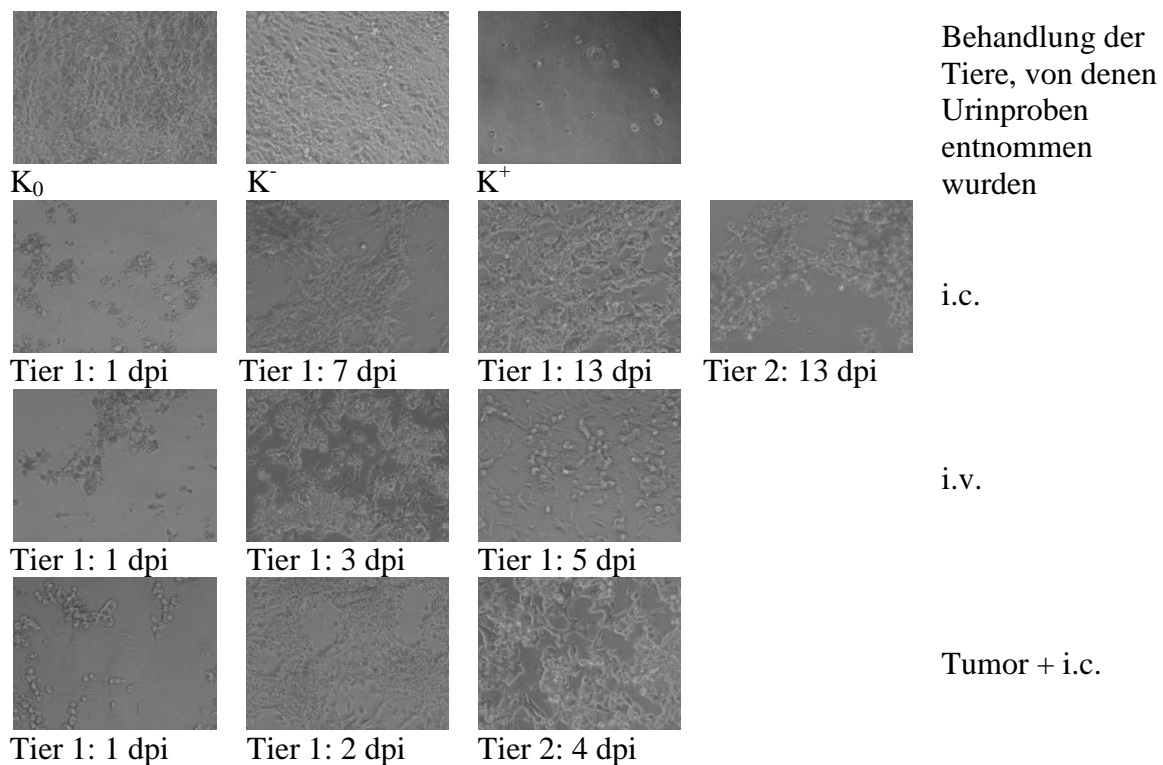 Behandlung der
Tiere, von denen
Urinproben
entnommen
wurden
K₀ K⁻ K⁺
i.c.
Tier 1: 1 dpi Tier 1: 7 dpi Tier 1: 13 dpi Tier 2: 13 dpi
i.v.
Tier 1: 1 dpi Tier 1: 3 dpi Tier 1: 5 dpi
Tumor + i.c.
Tier 1: 1 dpi Tier 1: 2 dpi Tier 2: 4 dpi